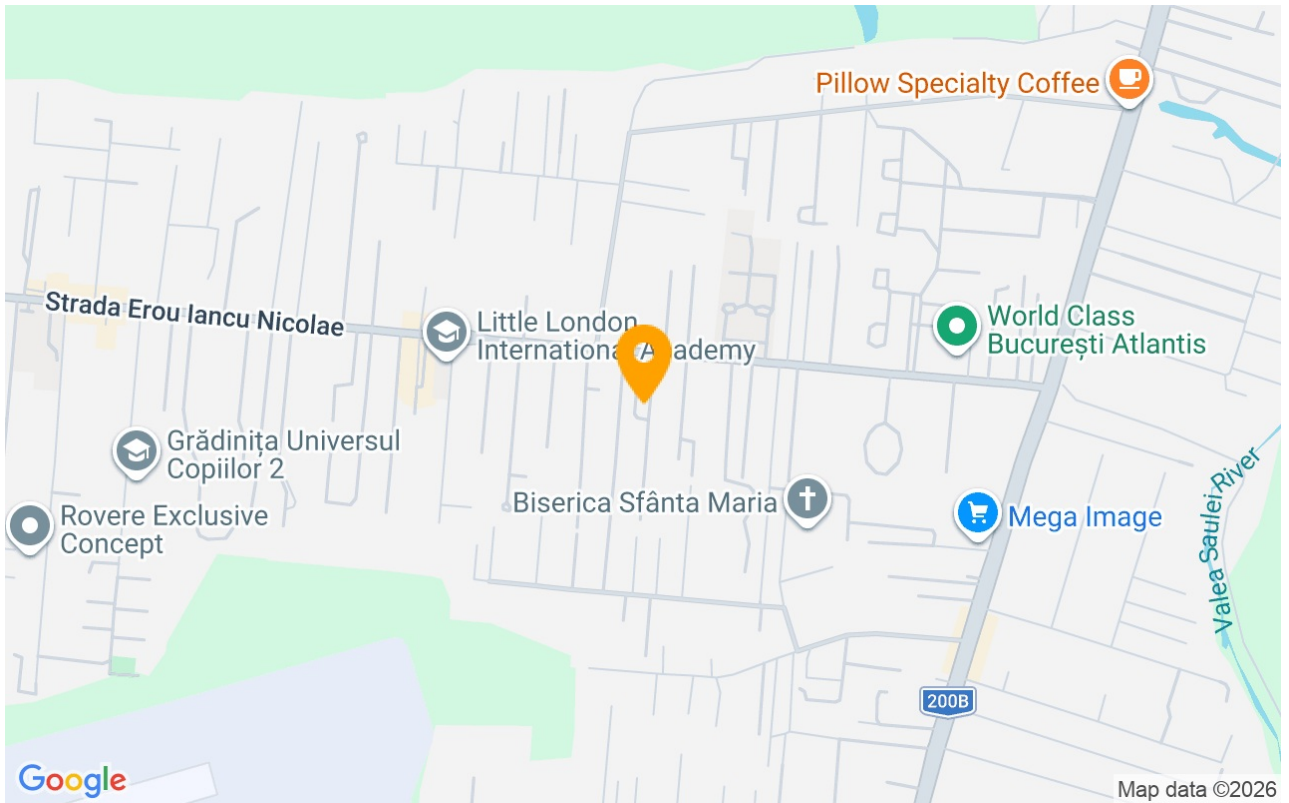 Pillow Specialty Coffee
Strada Erou Iancu Nicolae
Little London
International Academy
World Class
București Atlantis
Grădinița Universul
Copiilor 2
Biserica Sfânta Maria
Rovere Exclusive
Concept
Mega Image
Valea Saulei River
200B
Google
Map data ©2026